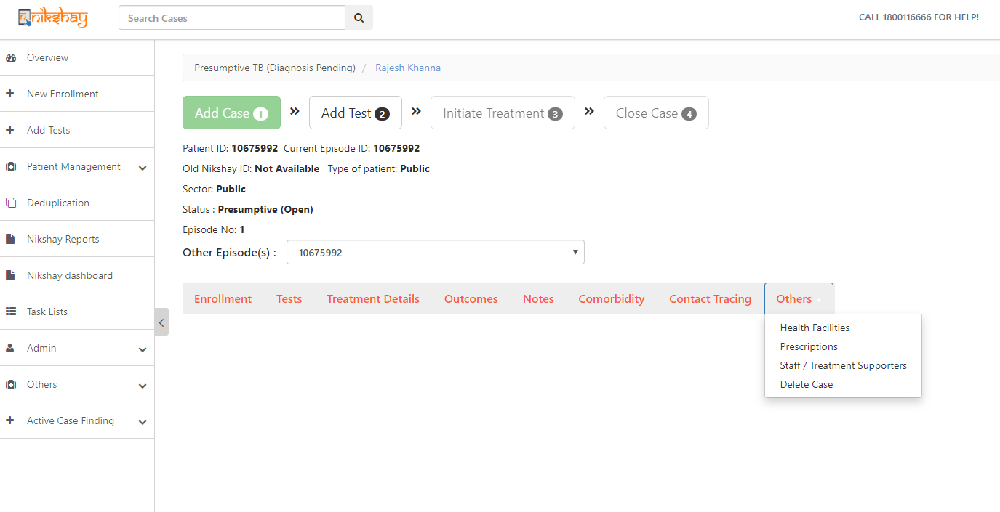 nikshay
Search Cases
CALL 1800116666 FOR HELP!
Overview
New Enrollment
Add Tests
Patient Management
Deduplication
Nikshay Reports
Nikshay dashboard
Task Lists
Admin
Others
Active Case Finding
Presumptive TB (Diagnosis Pending) / Rajesh Khanna
Add Case 1 » Add Test 2 » Initiate Treatment 3 » Close Case 4
Patient ID: 10675992 Current Episode ID: 10675992
Old Nikshay ID: Not Available Type of patient: Public
Sector: Public
Status : Presumptive (Open)
Episode No: 1
Other Episode(s) : 10675992
Enrollment Tests Treatment Details Outcomes Notes Comorbidity Contact Tracing Others
Health Facilities
Prescriptions
Staff / Treatment Supporters
Delete Case